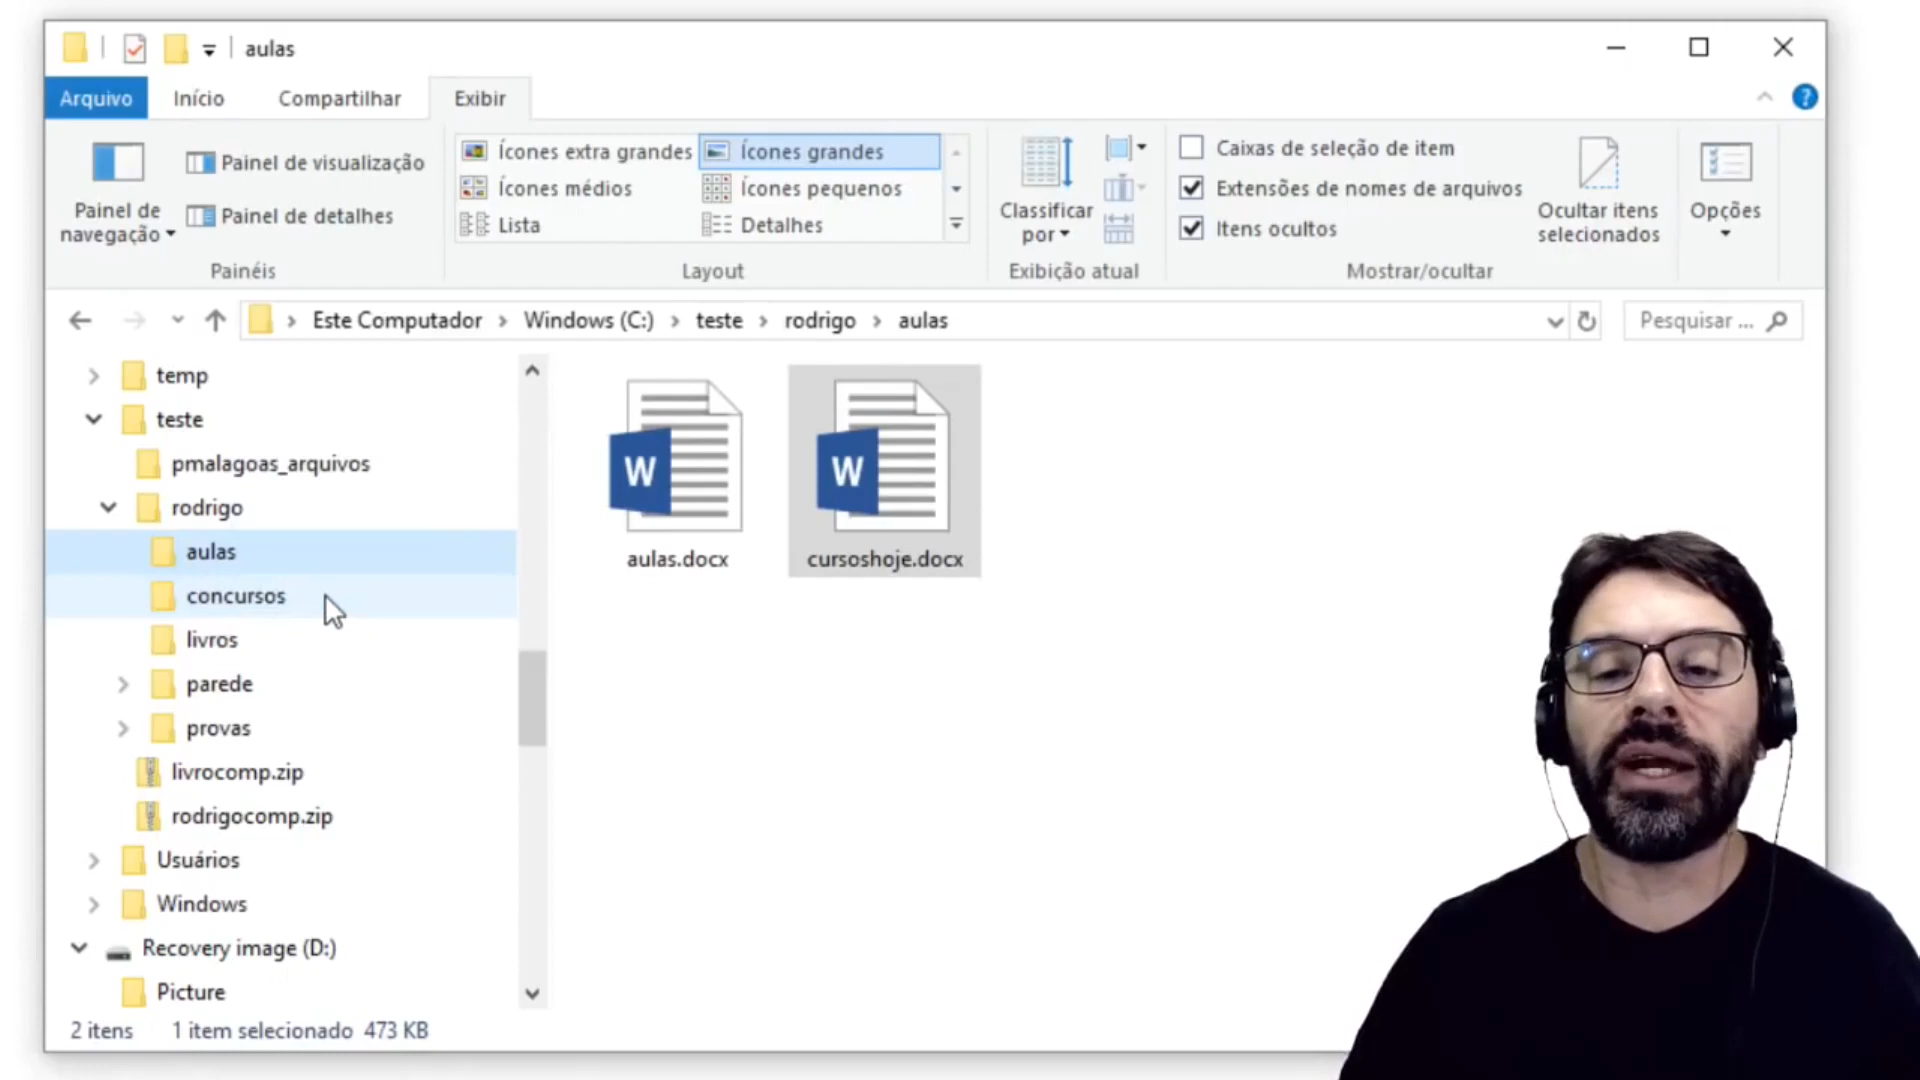 aulas
Arquivo Início Compartilhar Exibir
?
Painel de navegação
Painel de visualização
Painel de detalhes
Painéis
Ícones extra grandes Ícones grandes
Ícones médios Ícones pequenos
Lista Detalhes
Layout
Classificar por
Exibição atual
Caixas de seleção de item
Extensões de nomes de arquivos
Itens ocultos
Ocultar itens selecionados
Mostrar/ocultar
Opções
Este Computador > Windows (C:) > teste > rodrigo > aulas
Pesquisar ...
temp
teste
pmalagoas_arquivos
rodrigo
aulas
concursos
livros
parede
provas
livrocomp.zip
rodrigocomp.zip
Usuários
Windows
Recovery image (D:)
Picture
W
aulas.docx
W
cursoshoje.docx
2 itens 1 item selecionado 473 KB